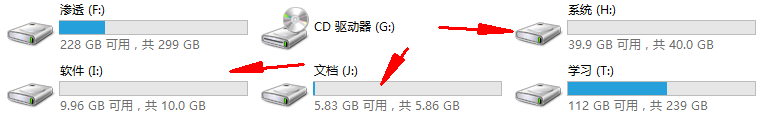 渗透 (F:)
228 GB 可用，共 299 GB
CD 驱动器 (G:)
系统 (H:)
39.9 GB 可用，共 40.0 GB
软件 (I:)
9.96 GB 可用，共 10.0 GB
文档 (J:)
5.83 GB 可用，共 5.86 GB
学习 (T:)
112 GB 可用，共 239 GB